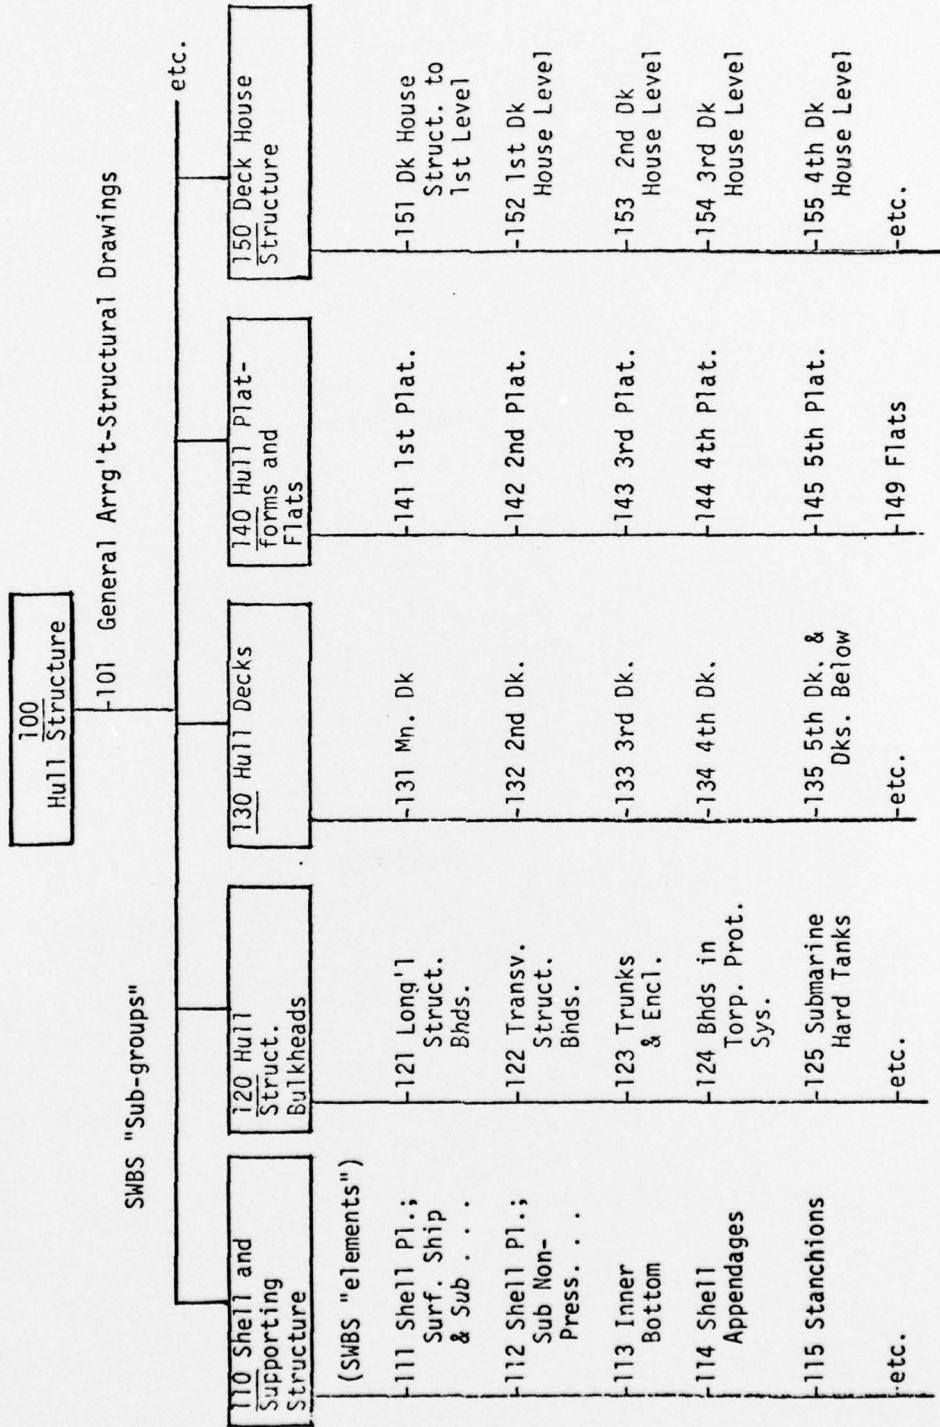 100
Hull Structure
101 General Arrg't-Structural Drawings
SWBS "Sub-groups"
etc.
110 Shell and
Supporting
Structure
(SWBS "elements")
111 Shell Pl.;
Surf. Ship
& Sub . . .
112 Shell Pl.;
Sub Non-
Press. . .
113 Inner
Bottom
114 Shell
Appendages
115 Stanchions
etc.
120 Hull
Struct.
Bulkheads
121 Long'l
Struct.
Bhds.
122 Transv.
Struct.
Bhds.
123 Trunks
& Encl.
124 Bhds in
Torp. Prot.
Sys.
125 Submarine
Hard Tanks
etc.
130 Hull Decks
131 Mn. Dk
132 2nd Dk.
133 3rd Dk.
134 4th Dk.
135 5th Dk. &
Dks. Below
etc.
140 Hull Plat-
forms and
Flats
141 1st Plat.
142 2nd Plat.
143 3rd Plat.
144 4th Plat.
145 5th Plat.
149 Flats
150 Deck House
Structure
151 Dk House
Struct. to
1st Level
152 1st Dk
House Level
153 2nd Dk
House Level
154 3rd Dk
House Level
155 4th Dk
House Level
etc.